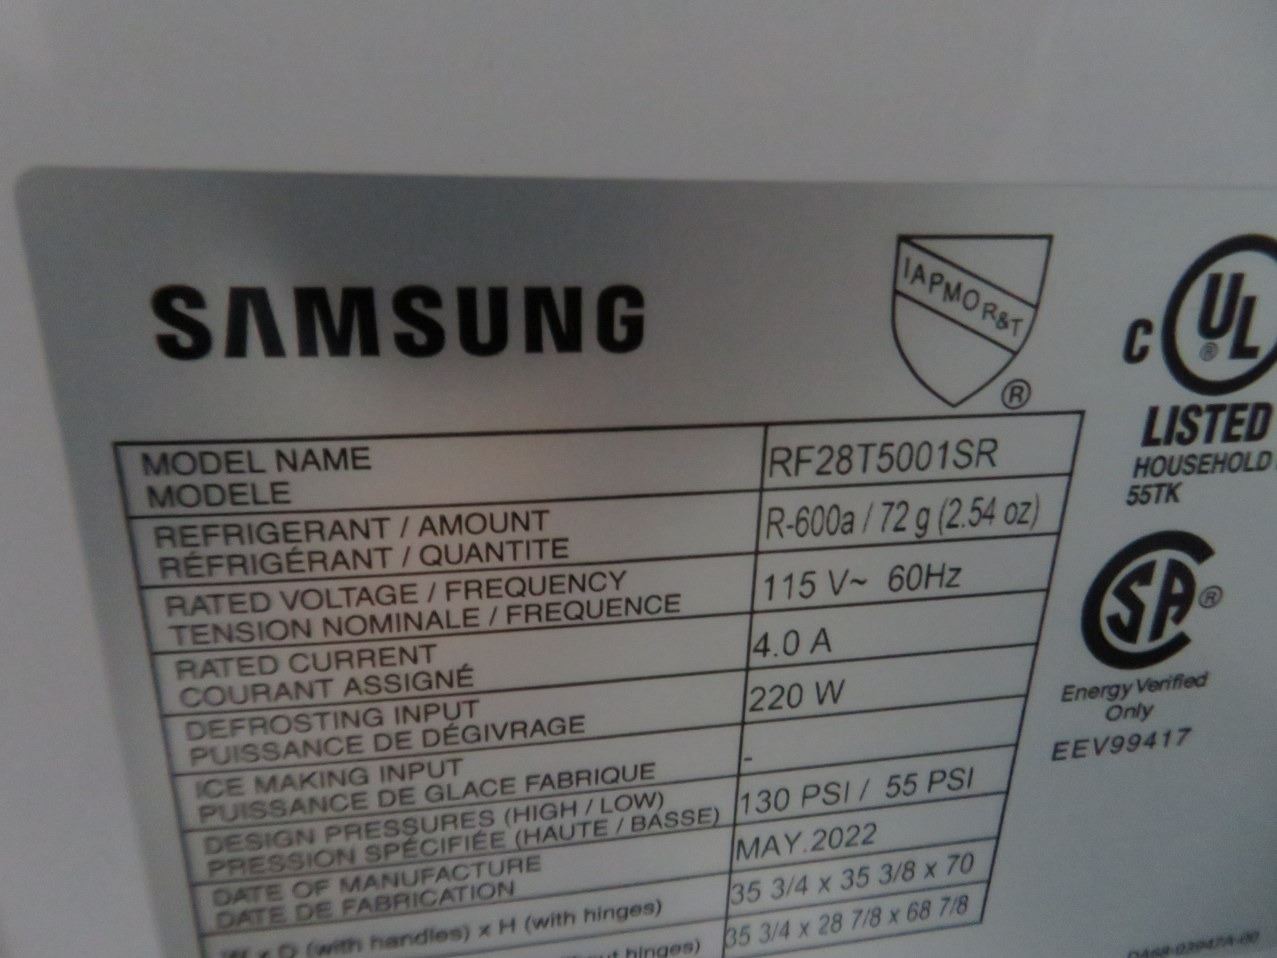 SAMSUNG
IAPMO R&T
®
C UL ®
LISTED
HOUSEHOLD
55TK
MODEL NAME
MODELE
RF28T5001SR
REFRIGERANT / AMOUNT
RÉFRIGÉRANT / QUANTITE
R-600a / 72 g (2.54 oz)
RATED VOLTAGE / FREQUENCY
TENSION NOMINALE / FREQUENCE
115 V~ 60Hz
RATED CURRENT
COURANT ASSIGNÉ
4.0 A
DEFROSTING INPUT
PUISSANCE DE DÉGIVRAGE
220 W
ICE MAKING INPUT
PUISSANCE DE GLACE FABRIQUE
-
DESIGN PRESSURES (HIGH / LOW)
PRESSION SPÉCIFIÉE (HAUTE / BASSE)
130 PSI / 55 PSI
DATE OF MANUFACTURE
DATE DE FABRICATION
MAY.2022
W x D (with handles) x H (with hinges)
35 3/4 x 35 3/8 x 70
hinges)
35 3/4 x 28 7/8 x 68 7/8
SA ®
Energy Verified
Only
EEV99417